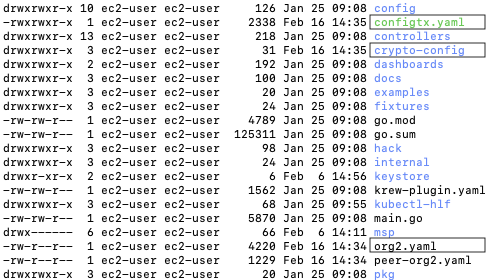 drwxrwxr-x 10 ec2-user ec2-user 126 Jan 25 09:08 config
-rwxrwxr-x 1 ec2-user ec2-user 2338 Feb 16 14:35 configtx.yaml
drwxrwxr-x 13 ec2-user ec2-user 218 Jan 25 09:08 controllers
drwxrwxr-x 3 ec2-user ec2-user 31 Feb 16 14:35 crypto-config
drwxrwxr-x 2 ec2-user ec2-user 192 Jan 25 09:08 dashboards
drwxrwxr-x 3 ec2-user ec2-user 100 Jan 25 09:08 docs
drwxrwxr-x 3 ec2-user ec2-user 20 Jan 25 09:08 examples
drwxrwxr-x 3 ec2-user ec2-user 24 Jan 25 09:08 fixtures
-rw-rw-r-- 1 ec2-user ec2-user 4789 Jan 25 09:08 go.mod
-rw-rw-r-- 1 ec2-user ec2-user 125311 Jan 25 09:08 go.sum
drwxrwxr-x 3 ec2-user ec2-user 98 Jan 25 09:08 hack
drwxrwxr-x 3 ec2-user ec2-user 24 Jan 25 09:08 internal
drwxrwxr-x 2 ec2-user ec2-user 6 Feb 6 14:56 keystore
-rw-rw-r-- 1 ec2-user ec2-user 1562 Jan 25 09:08 krew-plugin.yaml
drwxrwxr-x 3 ec2-user ec2-user 68 Jan 25 09:55 kubectl-hlf
-rw-rw-r-- 1 ec2-user ec2-user 5870 Jan 25 09:08 main.go
drwx------ 6 ec2-user ec2-user 66 Feb 6 14:11 msp
-rw-r--r-- 1 ec2-user ec2-user 4220 Feb 16 14:34 org2.yaml
-rw-r--r-- 1 ec2-user ec2-user 1229 Feb 16 14:34 peer-org2.yaml
drwxrwxr-x 3 ec2-user ec2-user 20 Jan 25 09:08 pkg